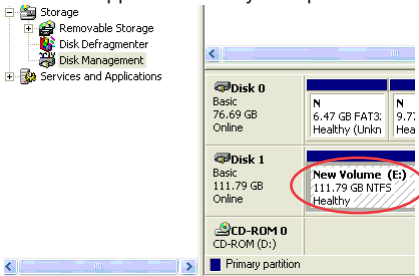 Storage
Removable Storage
Disk Defragmenter
Disk Management
Services and Applications
Disk 0
Basic
76.69 GB
Online
N
6.47 GB FAT3
Healthy (Unkn
N
9.7
Hea
Disk 1
Basic
111.79 GB
Online
New Volume (E:)
111.79 GB NTFS
Healthy
CD-ROM 0
CD-ROM (D:)
Primary partition